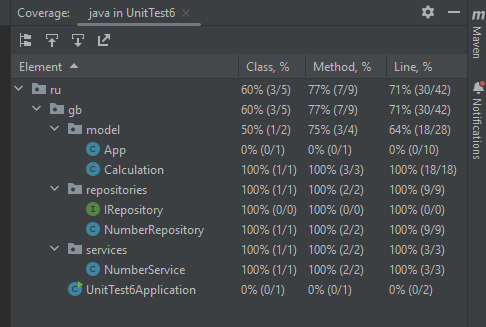 Coverage: java in UnitTest6
Element Class, % Method, % Line, %
ru 60% (3/5) 77% (7/9) 71% (30/42)
gb 60% (3/5) 77% (7/9) 71% (30/42)
model 50% (1/2) 75% (3/4) 64% (18/28)
App 0% (0/1) 0% (0/1) 0% (0/10)
Calculation 100% (1/1) 100% (3/3) 100% (18/18)
repositories 100% (1/1) 100% (2/2) 100% (9/9)
IRepository 100% (0/0) 100% (0/0) 100% (0/0)
NumberRepository 100% (1/1) 100% (2/2) 100% (9/9)
services 100% (1/1) 100% (2/2) 100% (3/3)
NumberService 100% (1/1) 100% (2/2) 100% (3/3)
UnitTest6Application 0% (0/1) 0% (0/1) 0% (0/2)
Maven
Notifications